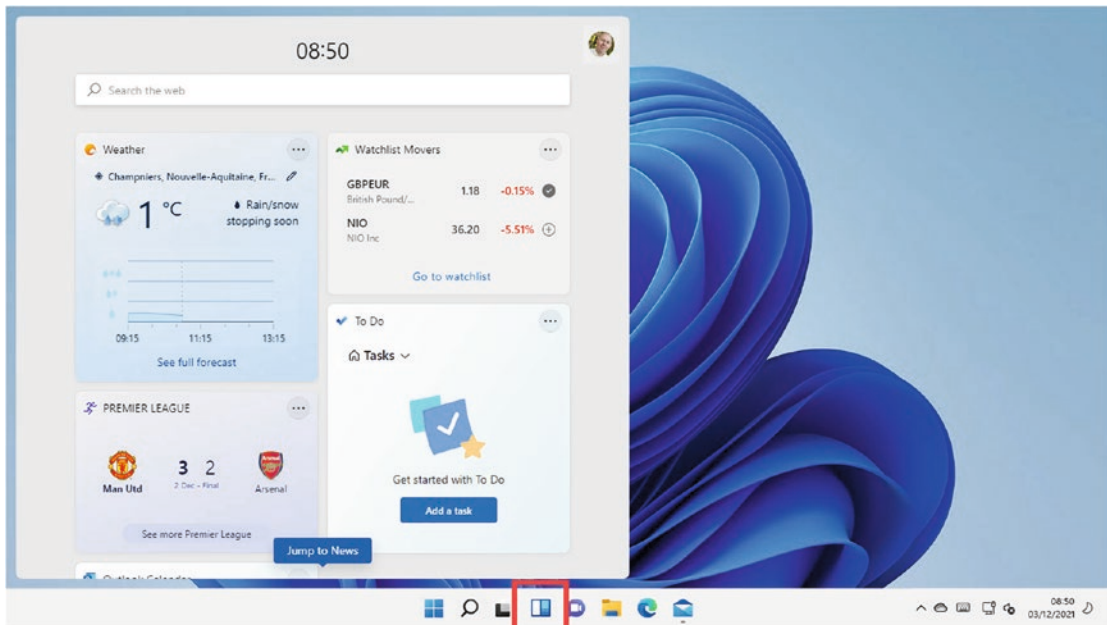 08:50
Search the web
Weather
Champniers, Nouvelle-Aquitaine, Fr...
1 °C
Rain/snow
stopping soon
09:15 11:15 13:15
See full forecast
PREMIER LEAGUE
Man Utd
3 2
2 Dec - Final
Arsenal
See more Premier League
Watchlist Movers
GBPEUR 1.18 -0.15%
British Pound/...
NIO 36.20 -5.51%
NIO Inc
Go to watchlist
To Do
Tasks
Get started with To Do
Add a task
Jump to News
Outlook Calendar
08:50
03/12/2021